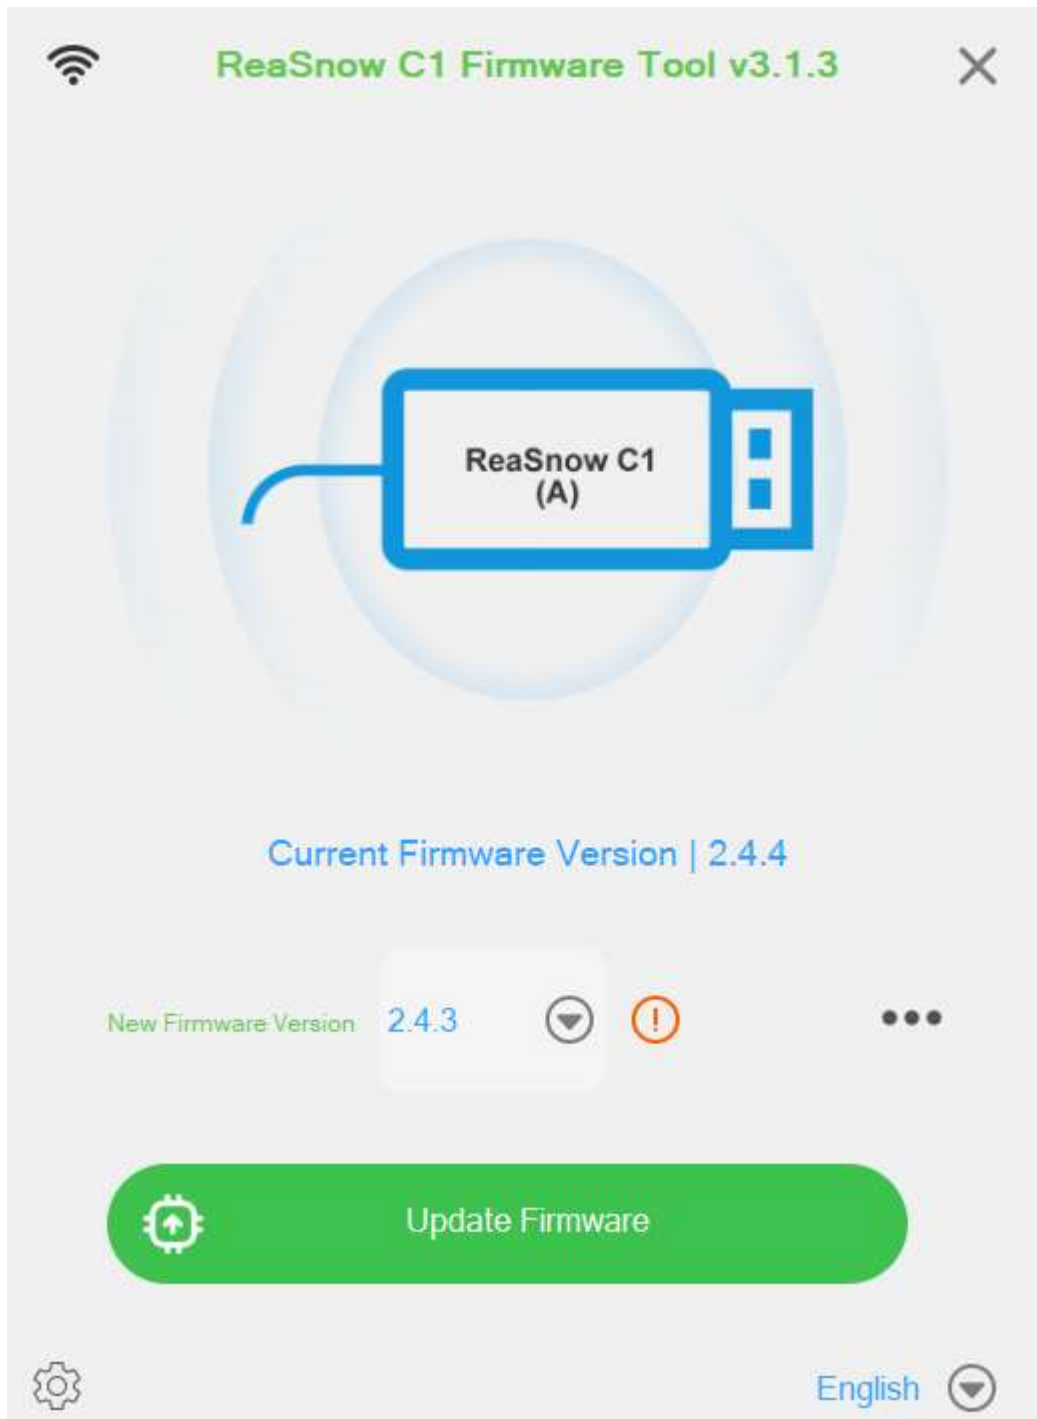 ReaSnow C1 Firmware Tool v3.1.3
ReaSnow C1
(A)
Current Firmware Version | 2.4.4
New Firmware Version 2.4.3
Update Firmware
English